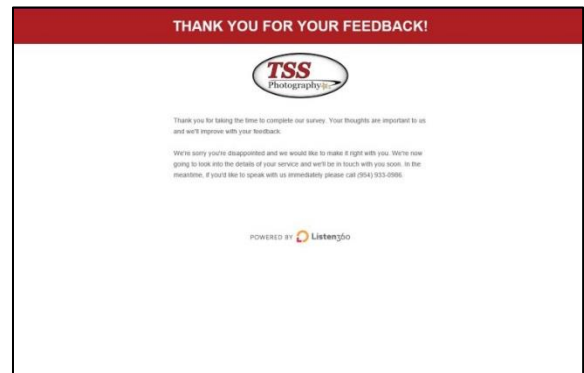 THANK YOU FOR YOUR FEEDBACK!
TSS
Photography
Thank you for taking the time to complete our survey. Your thoughts are important to us
and we'll improve with your feedback.
We're sorry you're disappointed and we would like to make it right with you. We're now
going to look into the details of your service and we'll be in touch with you soon. In the
meantime, if you'd like to speak with us immediately please call (954) 933-0986.
POWERED BY Listen360